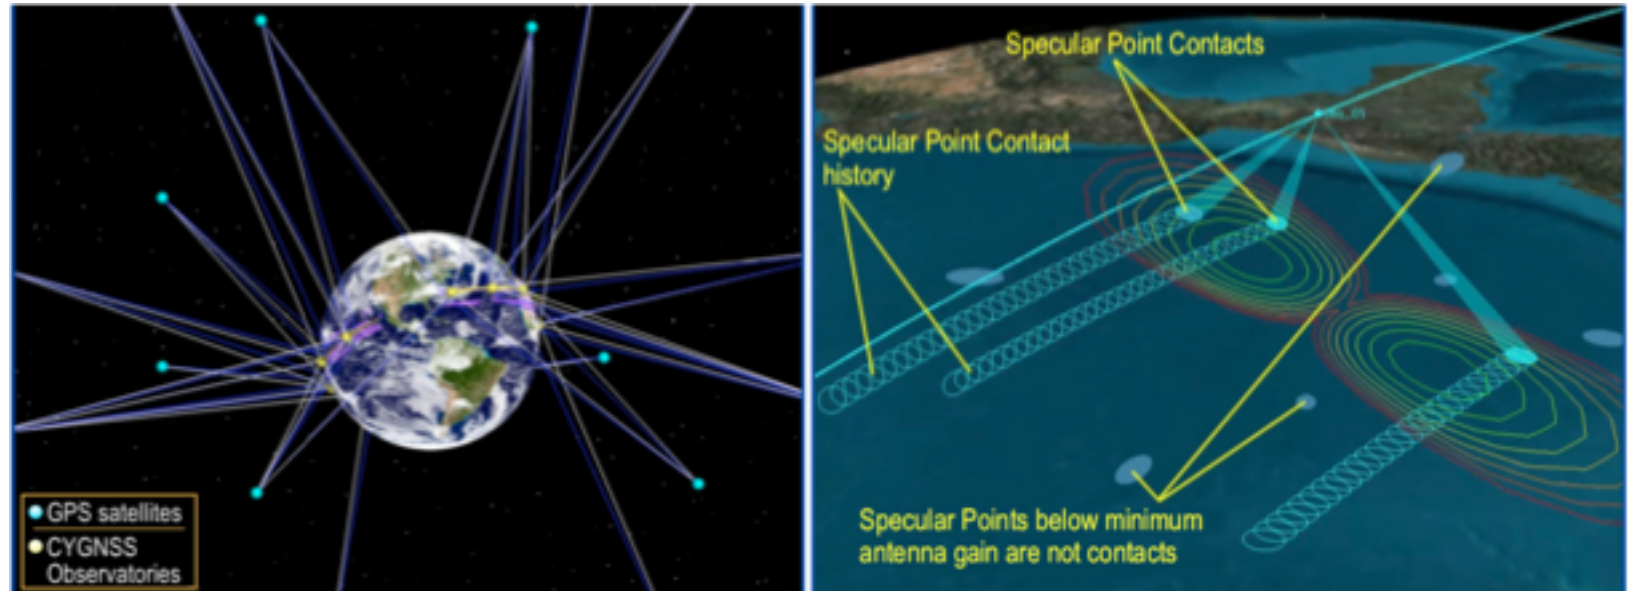 GPS satellites
CYGNSS
Observatories
Specular Point Contacts
Specular Point Contact
history
Specular Points below minimum
antenna gain are not contacts